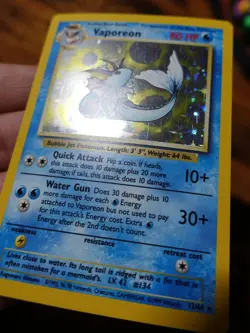 Vaporeon
80 HP
Bubble Jet Pokémon. Length: 3' 3", Weight: 64 lbs.
Quick Attack Flip a coin. If heads,
this attack does 10 damage plus 10 more
damage; if tails, this attack does 10 damage. 10+
Water Gun Does 30 damage plus
10 more damage for each Energy
attached to Vaporeon but not used to pay
for this attack's Energy cost. Extra
Energy after the 2nd doesn't count. 30+
weakness
resistance
retreat cost
Lives close to water. Its long tail is ridged with a fin that is
often mistaken for a mermaid's. LV. 42 #134